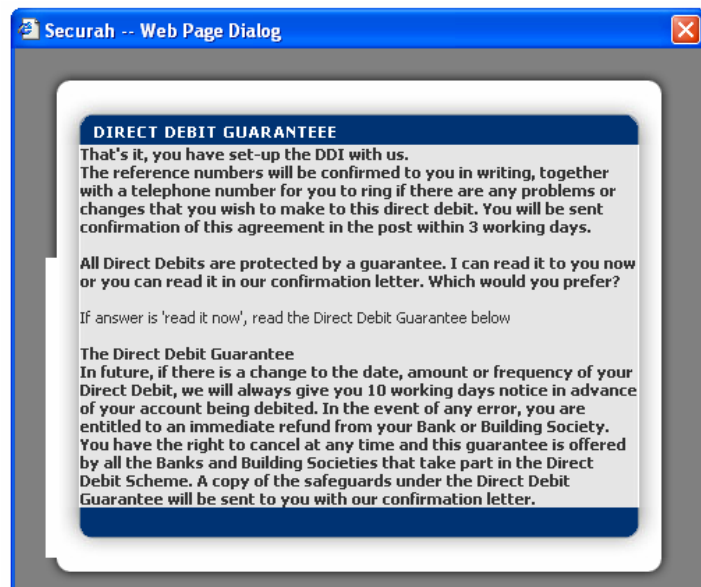 Securah -- Web Page Dialog
DIRECT DEBIT GUARANTEEE
That's it, you have set-up the DDI with us.
The reference numbers will be confirmed to you in writing, together
with a telephone number for you to ring if there are any problems or
changes that you wish to make to this direct debit. You will be sent
confirmation of this agreement in the post within 3 working days.
All Direct Debits are protected by a guarantee. I can read it to you now
or you can read it in our confirmation letter. Which would you prefer?
If answer is 'read it now', read the Direct Debit Guarantee below
The Direct Debit Guarantee
In future, if there is a change to the date, amount or frequency of your
Direct Debit, we will always give you 10 working days notice in advance
of your account being debited. In the event of any error, you are
entitled to an immediate refund from your Bank or Building Society.
You have the right to cancel at any time and this guarantee is offered
by all the Banks and Building Societies that take part in the Direct
Debit Scheme. A copy of the safeguards under the Direct Debit
Guarantee will be sent to you with our confirmation letter.